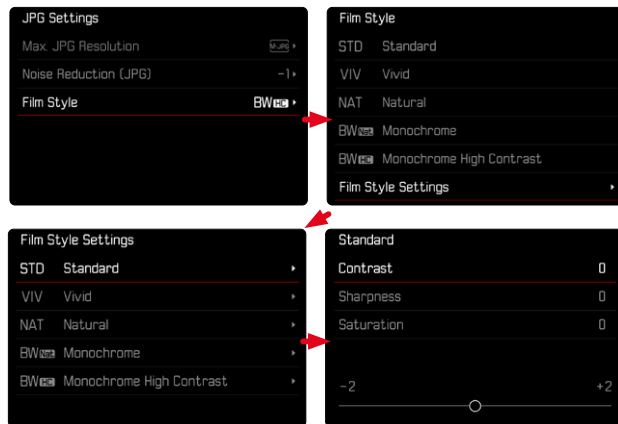 JPG Settings
Max. JPG Resolution M-JPG
Noise Reduction (JPG) -1
Film Style BW HC
Film Style
STD Standard
VIV Vivid
NAT Natural
BW Nat Monochrome
BW HC Monochrome High Contrast
Film Style Settings
Film Style Settings
STD Standard
VIV Vivid
NAT Natural
BW Nat Monochrome
BW HC Monochrome High Contrast
Standard
Contrast 0
Sharpness 0
Saturation 0
-2 +2